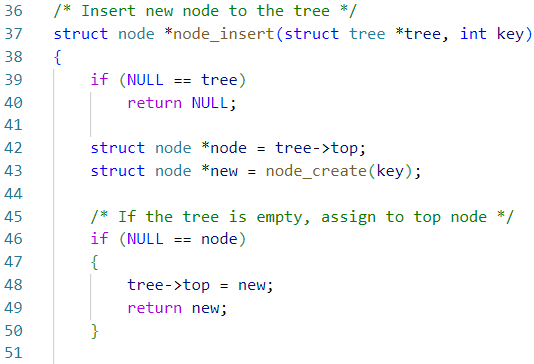 36 /* Insert new node to the tree */
37 struct node *node_insert(struct tree *tree, int key)
38 {
39     if (NULL == tree)
40         return NULL;
41
42     struct node *node = tree->top;
43     struct node *new = node_create(key);
44
45     /* If the tree is empty, assign to top node */
46     if (NULL == node)
47     {
48         tree->top = new;
49         return new;
50     }
51